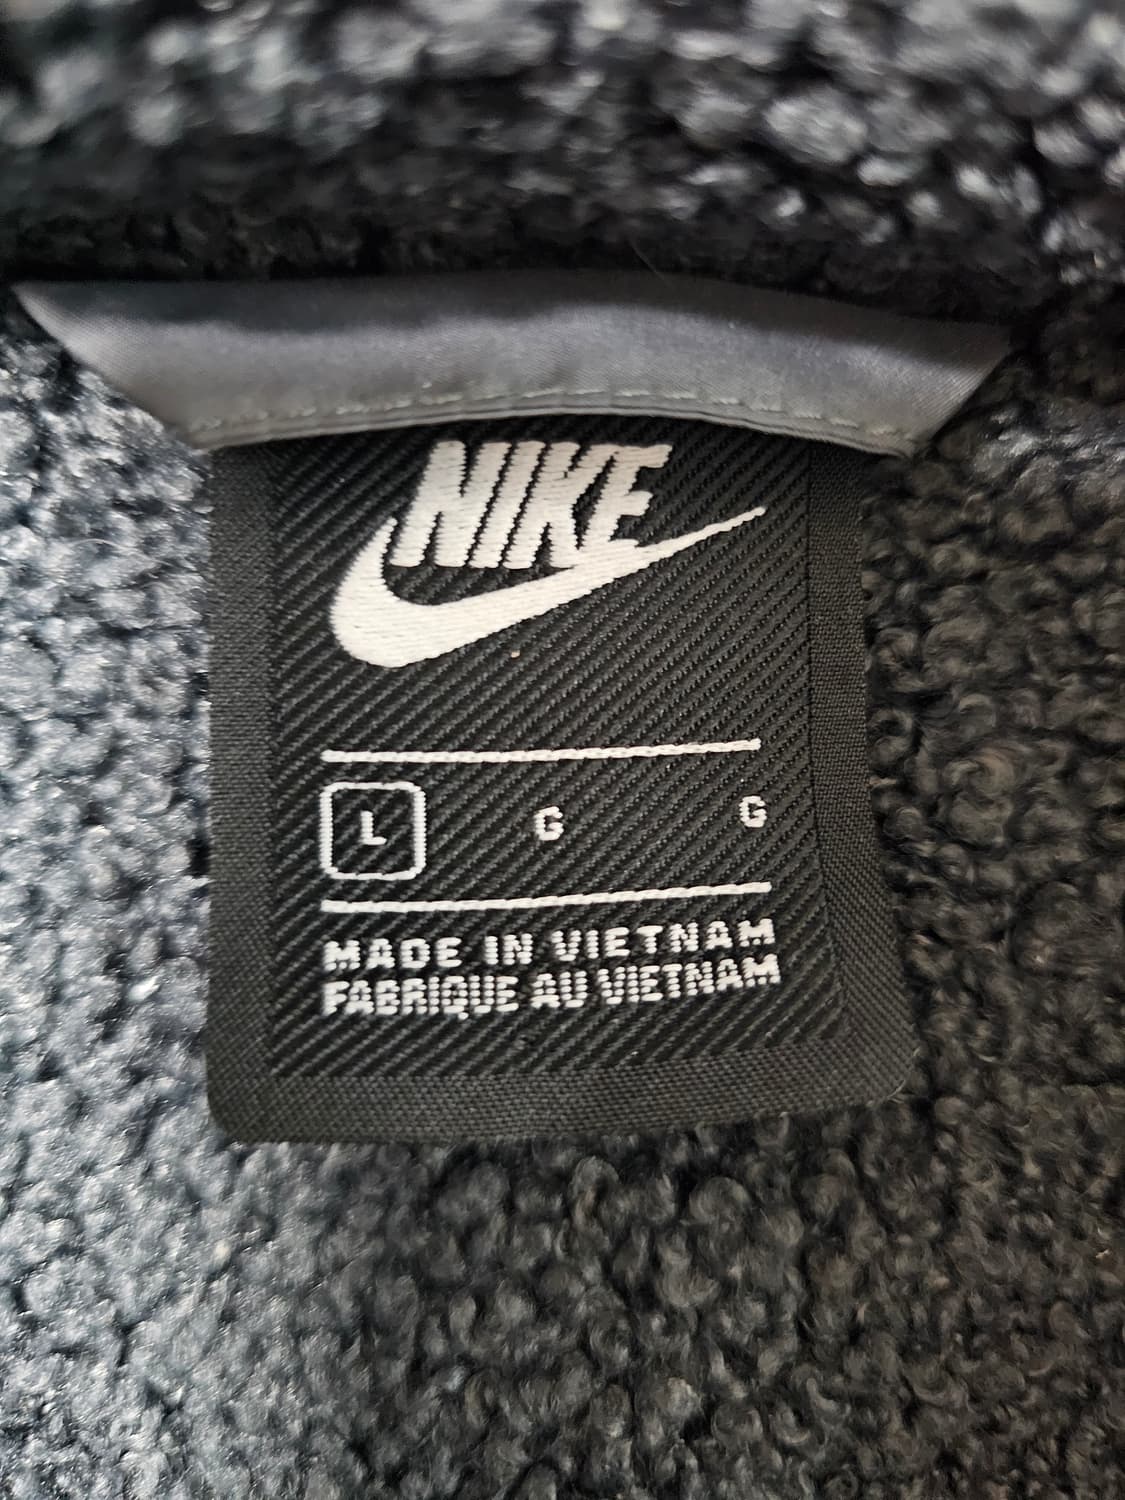 NIKE
L G G
MADE IN VIETNAM
FABRIQUE AU VIETNAM